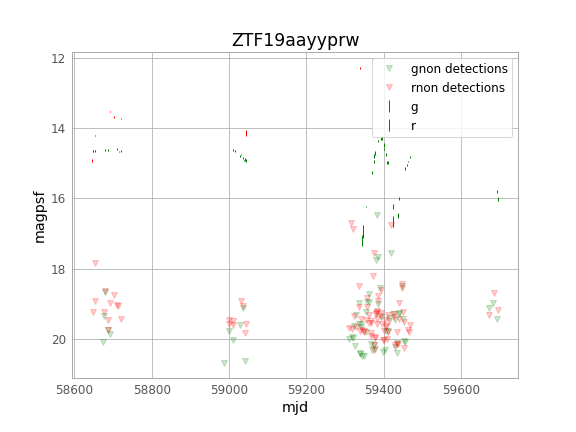 ZTF19aayyprw
12
14
16
18
20
magpsf
gnon detections
rnon detections
g
r
58600
58800
59000
59200
59400
59600
mjd